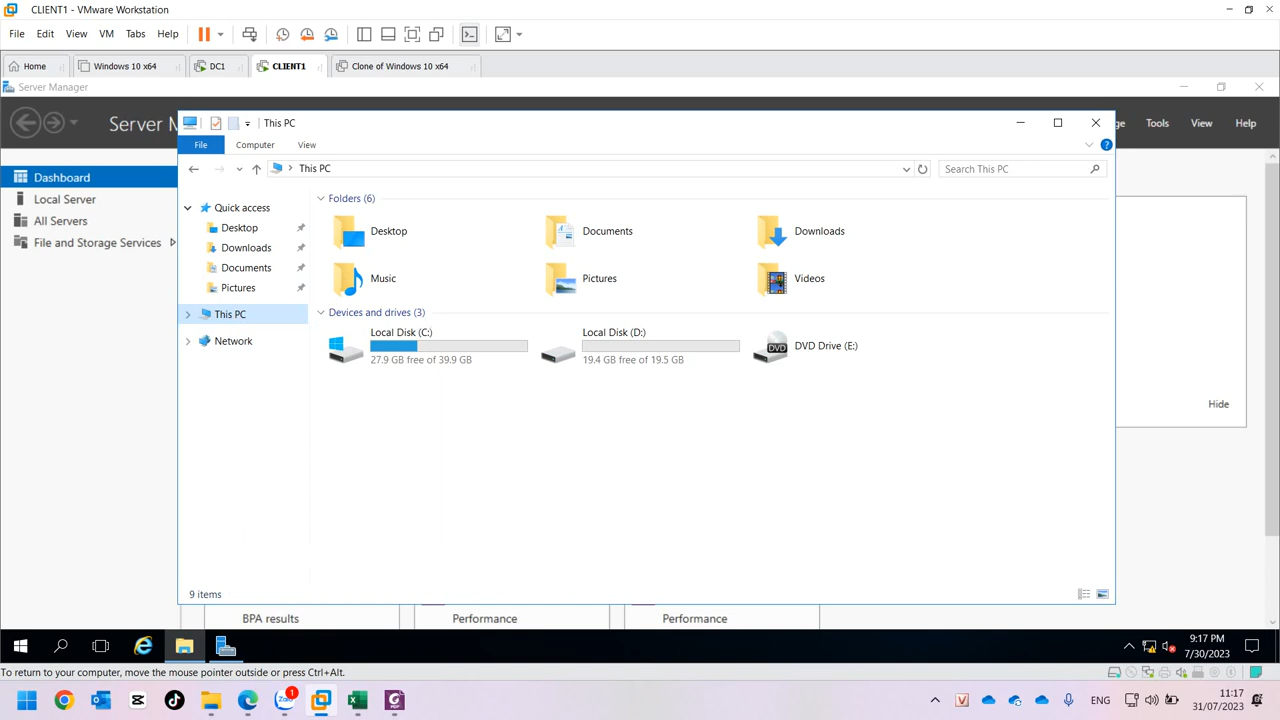 CLIENT1 - VMware Workstation
File Edit View VM Tabs Help
Home Windows 10 x64 DC1 CLIENT1 Clone of Windows 10 x64
Server Manager
Server M
ge Tools View Help
This PC
File Computer View
This PC
Search This PC
Dashboard
Local Server
All Servers
File and Storage Services
Quick access
Desktop
Downloads
Documents
Pictures
This PC
Network
Folders (6)
Desktop Documents Downloads
Music Pictures Videos
Devices and drives (3)
Local Disk (C:)
27.9 GB free of 39.9 GB
Local Disk (D:)
19.4 GB free of 19.5 GB
DVD
DVD Drive (E:)
Hide
9 items
BPA results Performance Performance
9:17 PM
7/30/2023
To return to your computer, move the mouse pointer outside or press Ctrl+Alt.
Zalo
1
PDF
V
ENG
11:17
31/07/2023